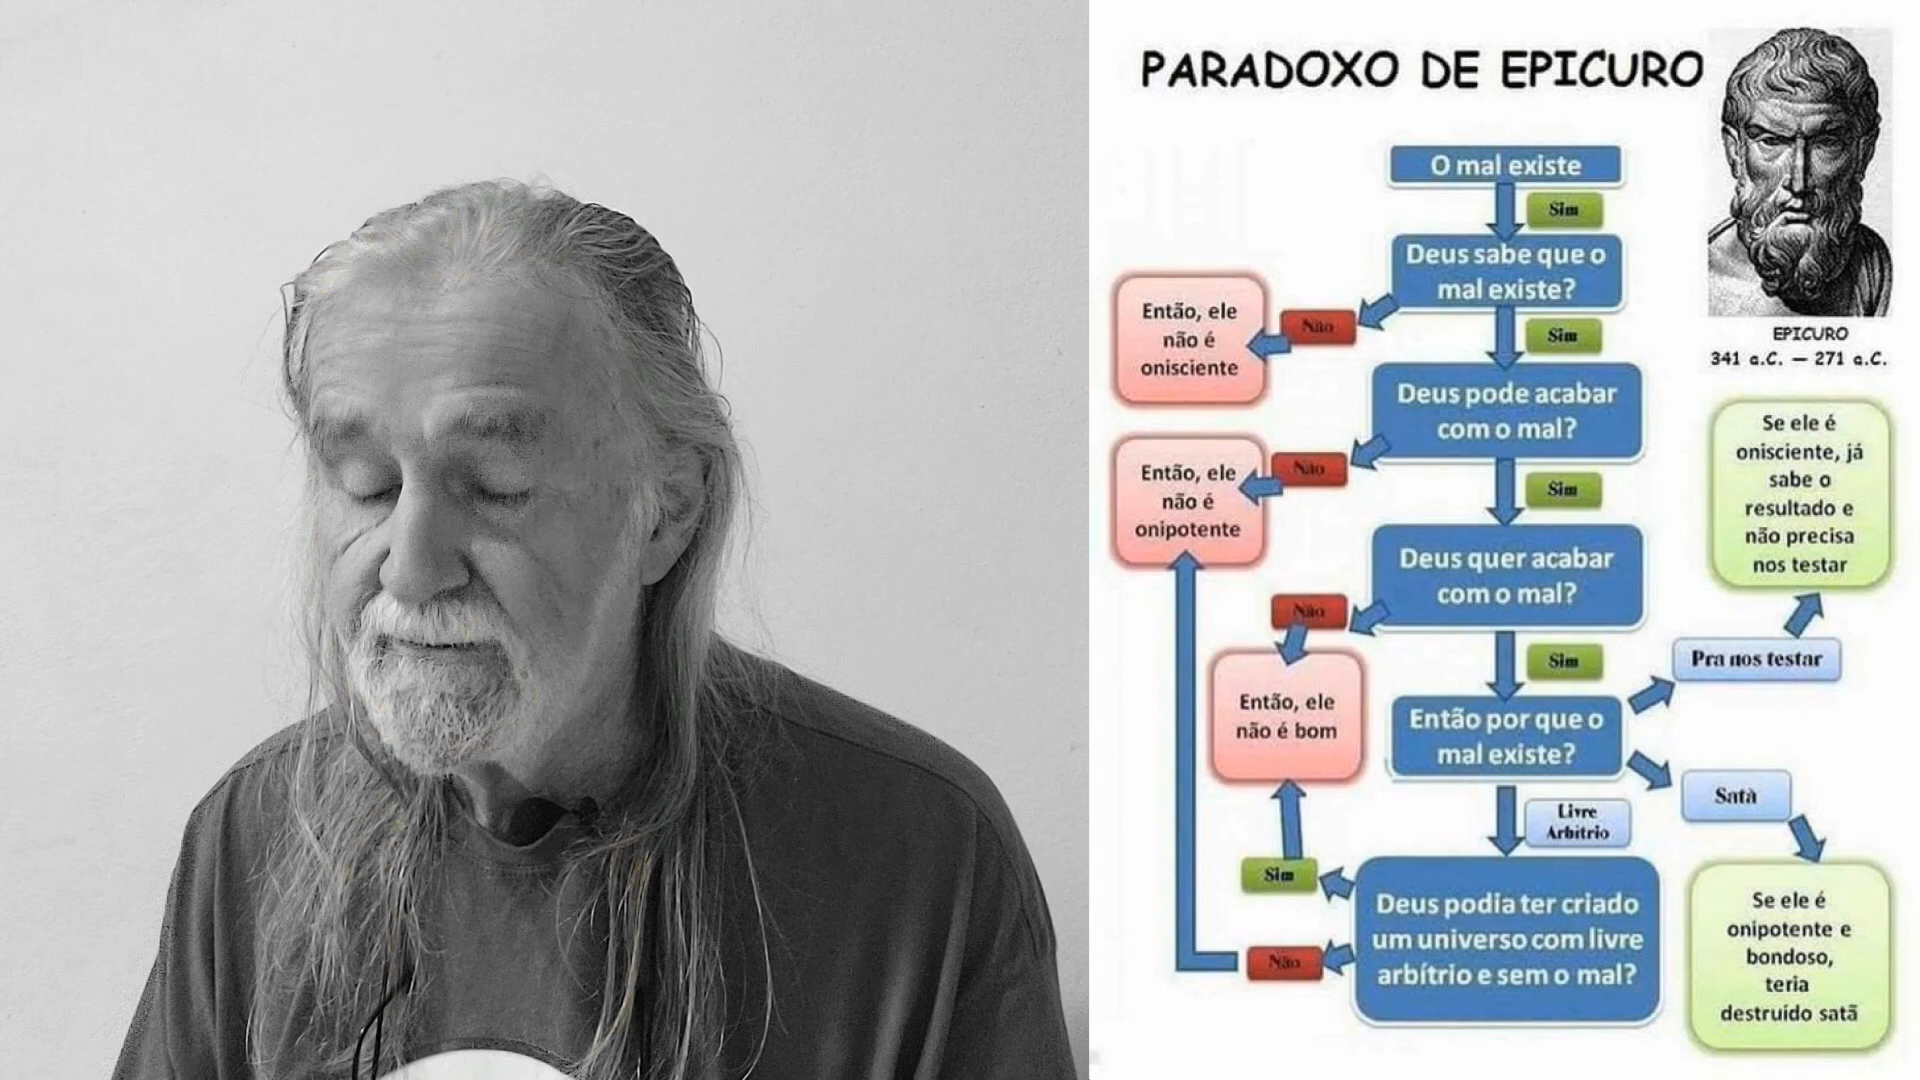 PARADOXO DE EPICURO
O mal existe
Sim
Deus sabe que o
mal existe?
EPICURO
341 a.C. — 271 a.C.
Não
Então, ele
não é
onisciente
Sim
Deus pode acabar
com o mal?
Não
Então, ele
não é
onipotente
Sim
Se ele é
onisciente, já
sabe o
resultado e
não precisa
nos testar
Deus quer acabar
com o mal?
Não
Então, ele
não é bom
Sim
Pra nos testar
Então por que o
mal existe?
Satã
Livre
Arbítrio
Sim
Deus podia ter criado
um universo com livre
arbítrio e sem o mal?
Não
Se ele é
onipotente e
bondoso,
teria
destruído satã